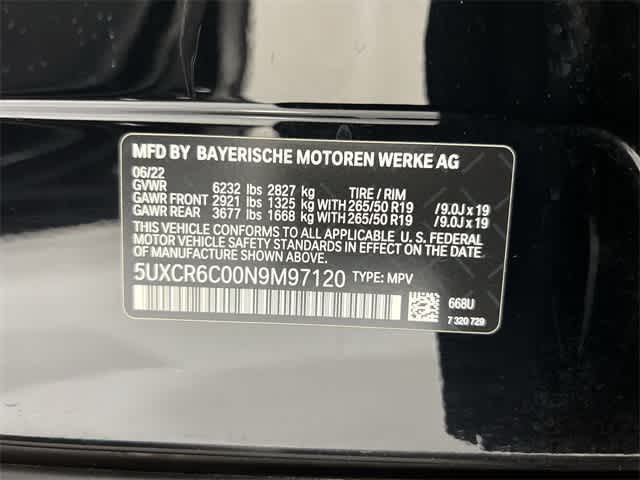 MFD BY BAYERISCHE MOTOREN WERKE AG
06/22
GVWR 6232 lbs 2827 kg TIRE / RIM
GAWR FRONT 2921 lbs 1325 kg WITH 265/50 R19 /9.0J x 19
GAWR REAR 3677 lbs 1668 kg WITH 265/50 R19 /9.0J x 19
THIS VEHICLE CONFORMS TO ALL APPLICABLE U. S. FEDERAL
MOTOR VEHICLE SAFETY STANDARDS IN EFFECT ON THE DATE
OF MANUFACTURE SHOWN ABOVE.
5UXCR6C00N9M97120 TYPE: MPV
668U
7 320 729